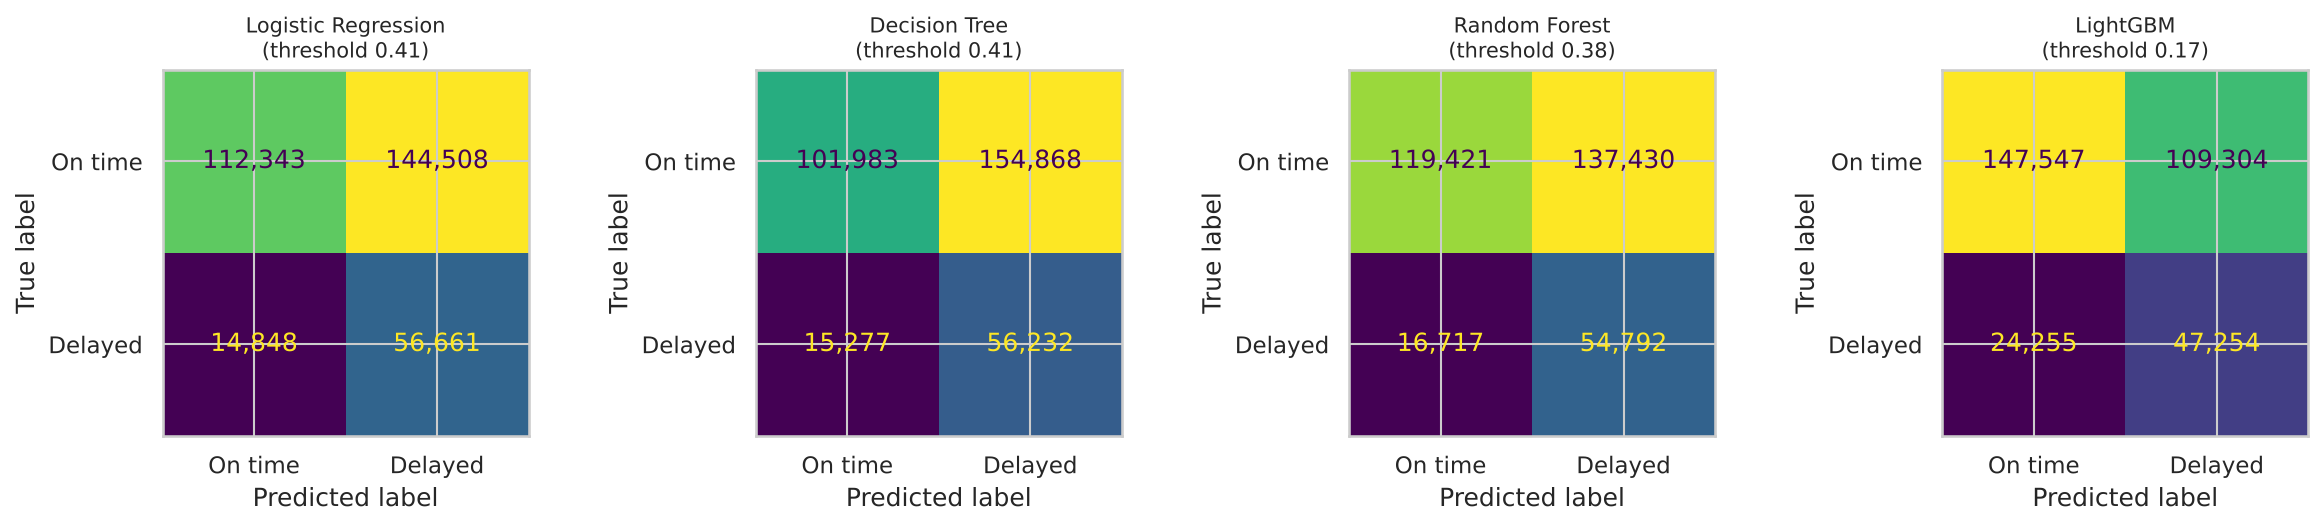 Logistic Regression
(threshold 0.41)
On time
112,343 144,508
True label
Delayed
14,848 56,661
On time Delayed
Predicted label
Decision Tree
(threshold 0.41)
On time
101,983 154,868
True label
Delayed
15,277 56,232
On time Delayed
Predicted label
Random Forest
(threshold 0.38)
On time
119,421 137,430
True label
Delayed
16,717 54,792
On time Delayed
Predicted label
LightGBM
(threshold 0.17)
On time
147,547 109,304
True label
Delayed
24,255 47,254
On time Delayed
Predicted label